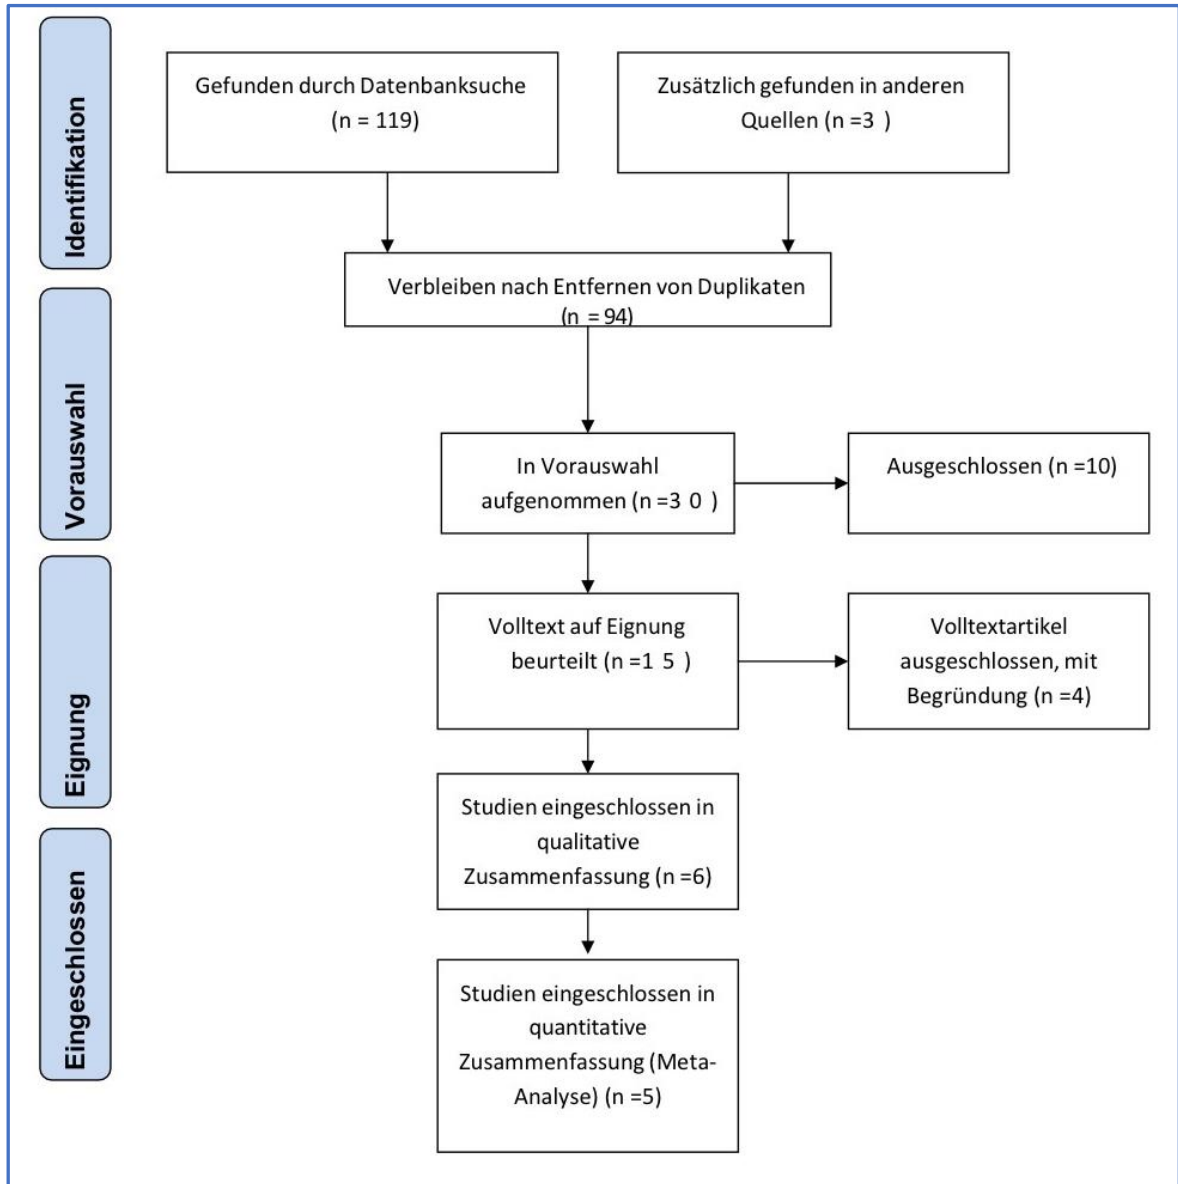 Identifikation
Gefunden durch Datenbanksuche
(n = 119)
Zusätzlich gefunden in anderen
Quellen (n =3 )
Verbleiben nach Entfernen von Duplikaten
(n = 94)
Vorauswahl
In Vorauswahl
aufgenommen (n =3 0 )
Ausgeschlossen (n =10)
Eignung
Volltext auf Eignung
beurteilt (n =1 5 )
Volltextartikel
ausgeschlossen, mit
Begründung (n =4)
Studien eingeschlossen in
qualitative
Zusammenfassung (n =6)
Eingeschlossen
Studien eingeschlossen in
quantitative
Zusammenfassung (Meta-
Analyse) (n =5)